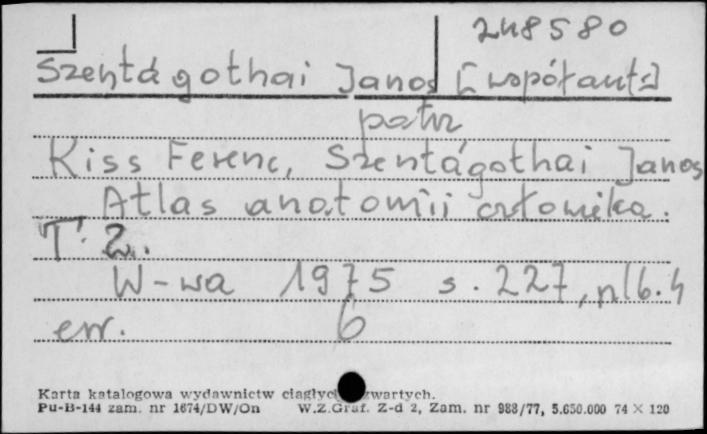 248580
Szentágothai Janos [współaut.]
patrz
Kiss Ferenc, Szentágothai Janos
Atlas anatomii człowieka.
T. 2.
W-wa 1975 s. 227, nlb. 4
err. 6
Karta katalogowa wydawnictw ciągłych zwartych.
Pu-B-144 zam. nr 1674/DW/On W.Z.Graf. Z-d 2, Zam. nr 988/77, 5.650.000 74 × 120